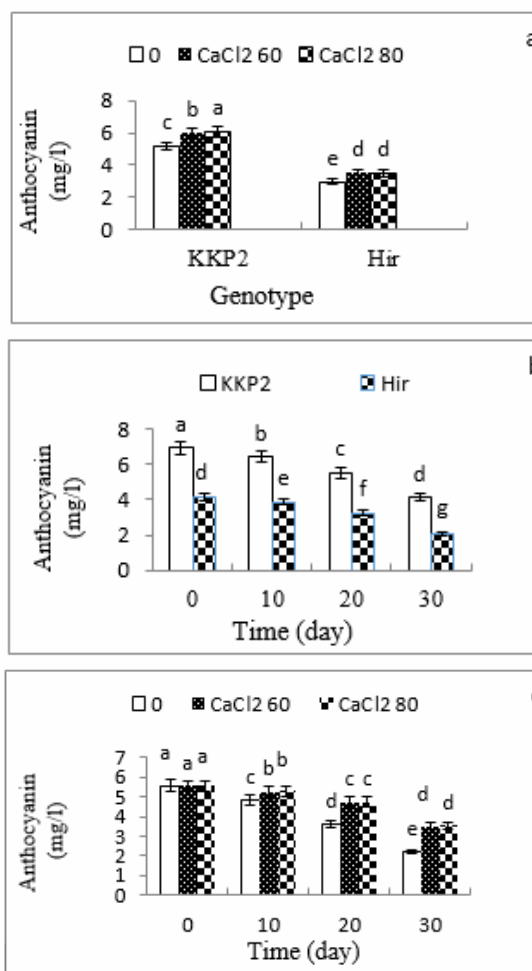 a
0 CaCl2 60 CaCl2 80
Anthocyanin
(mg/l)
8
6
4
2
0
c b a
e d d
KKP2 Hir
Genotype
KKP2 Hir
Anthocyanin
(mg/l)
8
6
4
2
0
a d b e c f d g
0 10 20 30
Time (day)
0 CaCl2 60 CaCl2 80
Anthocyanin
(mg/l)
7
6
5
4
3
2
1
0
a a a c b b d c c e d d
0 10 20 30
Time (day)